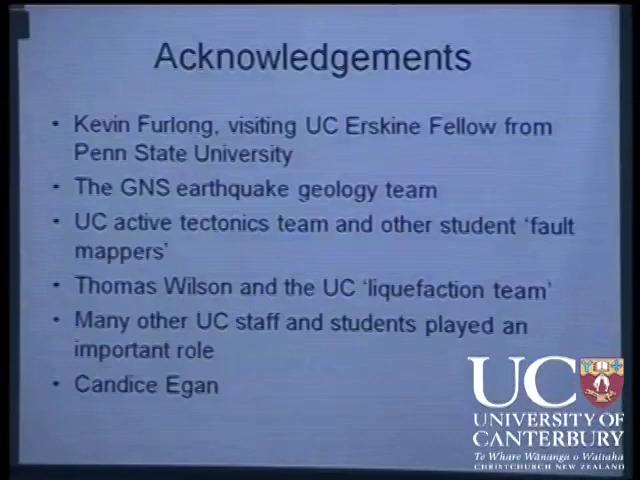 Acknowledgements
• Kevin Furlong, visiting UC Erskine Fellow from
Penn State University
• The GNS earthquake geology team
• UC active tectonics team and other student ‘fault
mappers’
• Thomas Wilson and the UC ‘liquefaction team’
• Many other UC staff and students played an
important role
• Candice Egan
UC
UNIVERSITY OF
CANTERBURY
Te Whare Wānanga o Waitaha
CHRISTCHURCH NEW ZEALAND